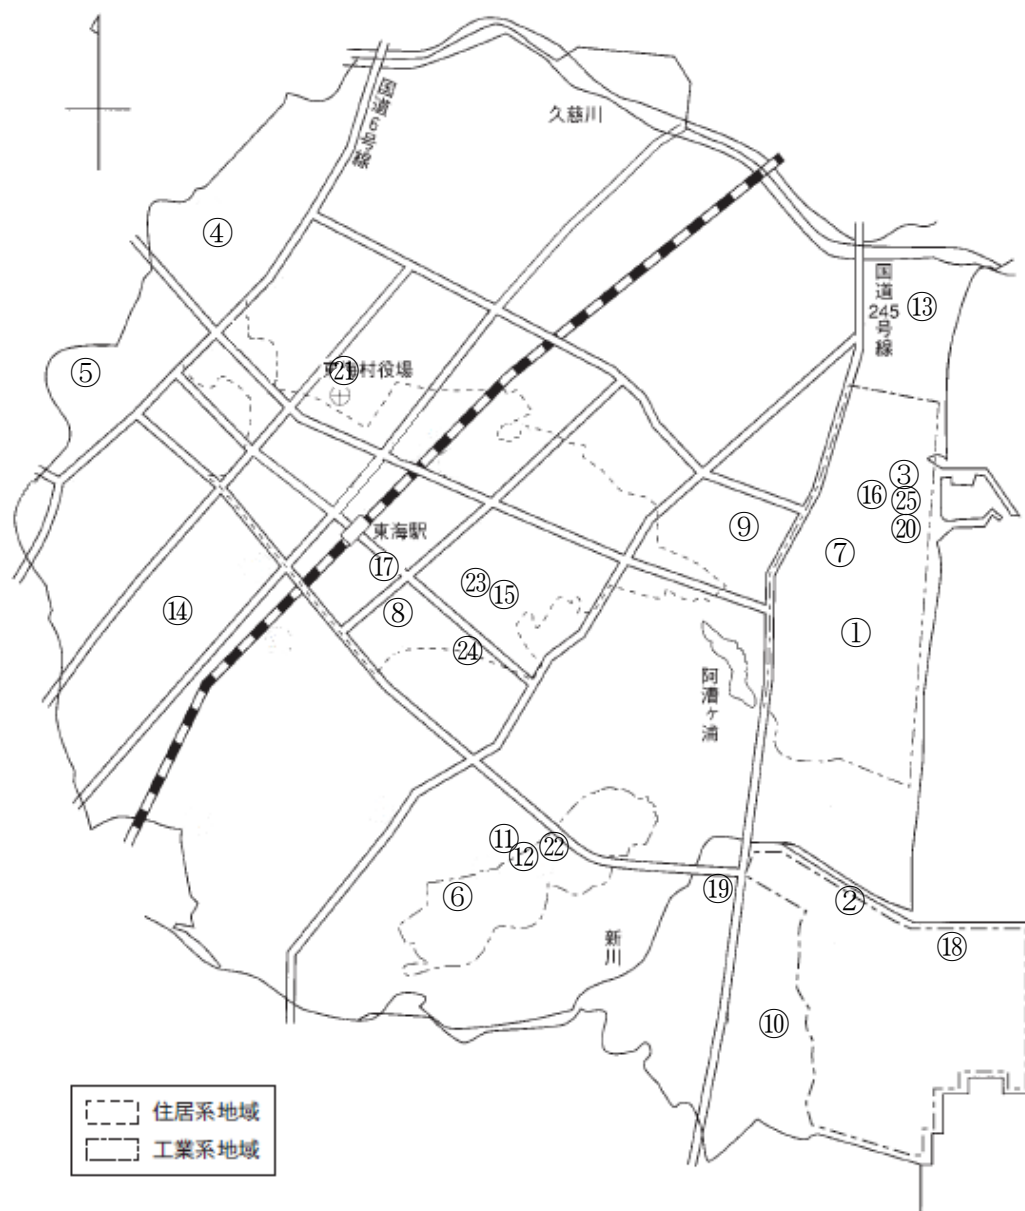 国道6号線
久慈川
④
国道245号線
⑬
⑤
東海村役場
㉑
③
⑯
㉕
⑳
⑨
⑦
東海駅
⑰
㉓
⑮
⑭
⑧
①
㉔
阿漕ヶ浦
⑪
⑫
㉒
⑥
⑲
②
新川
⑱
⑩
住居系地域
工業系地域